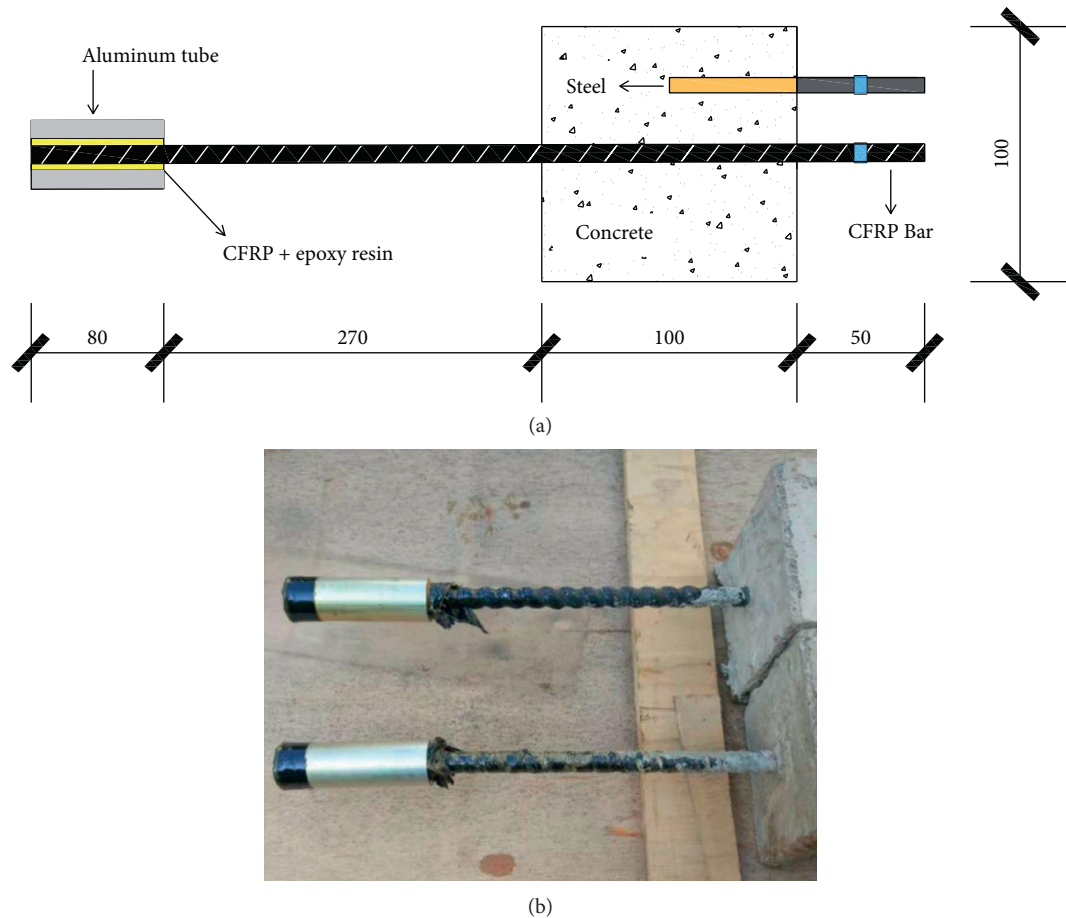 Aluminum tube
Steel
Concrete
CFRP Bar
CFRP + epoxy resin
100
80
270
100
50
(a)
(b)